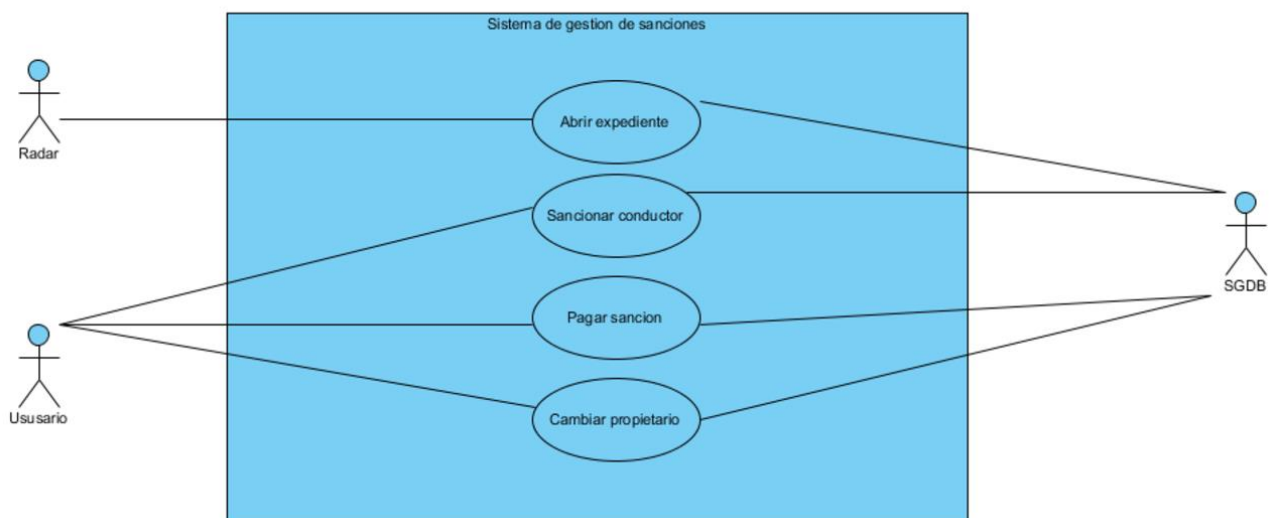 Sistema de gestion de sanciones
Abrir expediente
Radar
Sancionar conductor
SGDB
Pagar sancion
Ususario
Cambiar propietario